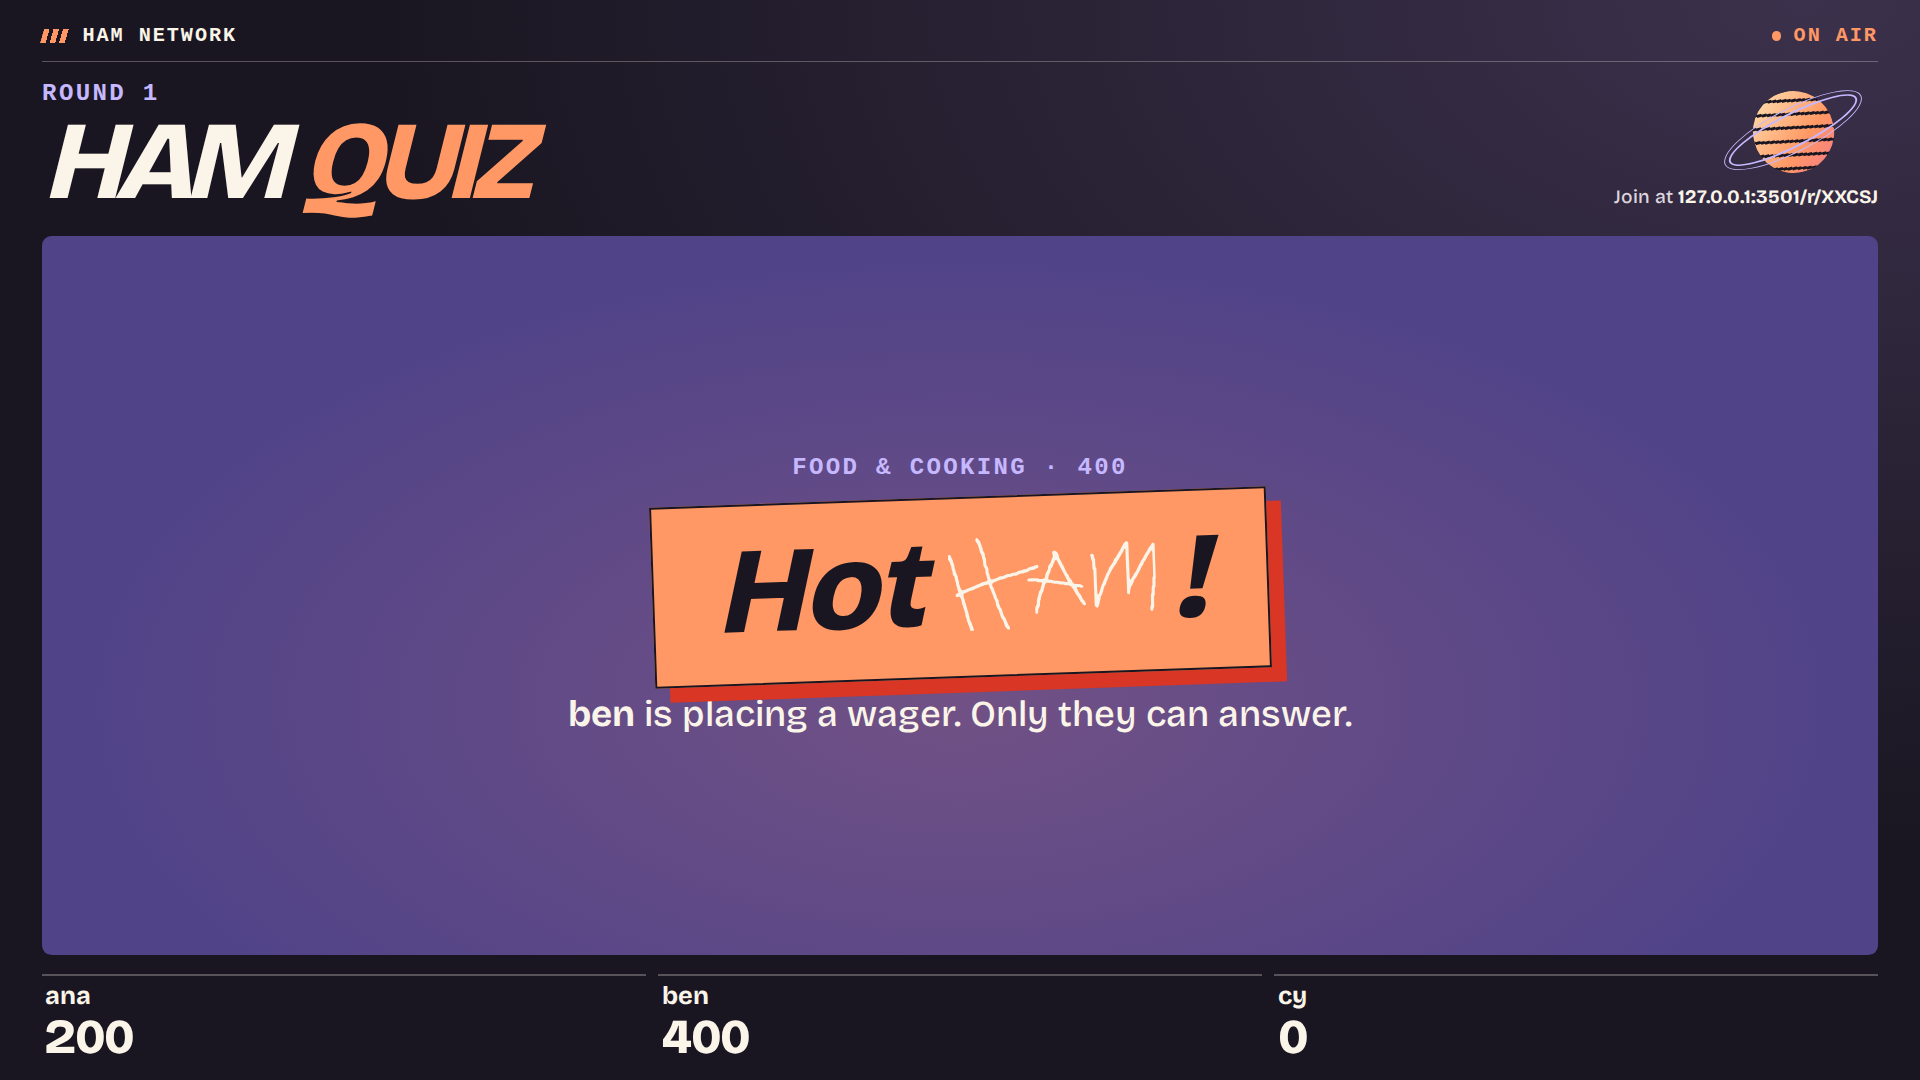 HAM NETWORK
ON AIR
ROUND 1
HAM QUIZ
Join at 127.0.0.1:3501/r/XXCSJ
FOOD & COOKING · 400
Hot HAM!
ben is placing a wager. Only they can answer.
ana
200
ben
400
cy
0